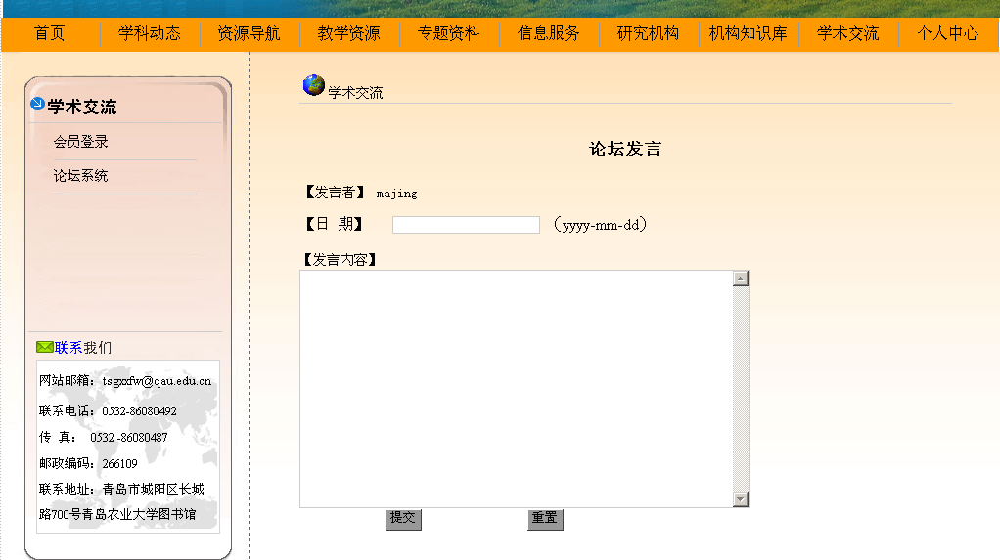 首页 学科动态 资源导航 教学资源 专题资料 信息服务 研究机构 机构知识库 学术交流 个人中心
学术交流
会员登录
论坛系统
联系我们
网站邮箱：tsgxxfw@qau.edu.cn
联系电话：0532-86080492
传 真： 0532 -86080487
邮政编码：266109
联系地址：青岛市城阳区长城
路700号青岛农业大学图书馆
学术交流
论坛发言
【发言者】 majing
【日 期】 （yyyy-mm-dd）
【发言内容】
提交 重置